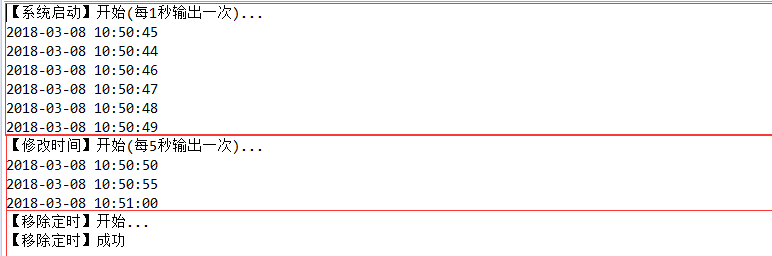 【系统启动】开始(每1秒输出一次)...
2018-03-08 10:50:45
2018-03-08 10:50:44
2018-03-08 10:50:46
2018-03-08 10:50:47
2018-03-08 10:50:48
2018-03-08 10:50:49
【修改时间】开始(每5秒输出一次)...
2018-03-08 10:50:50
2018-03-08 10:50:55
2018-03-08 10:51:00
【移除定时】开始...
【移除定时】成功